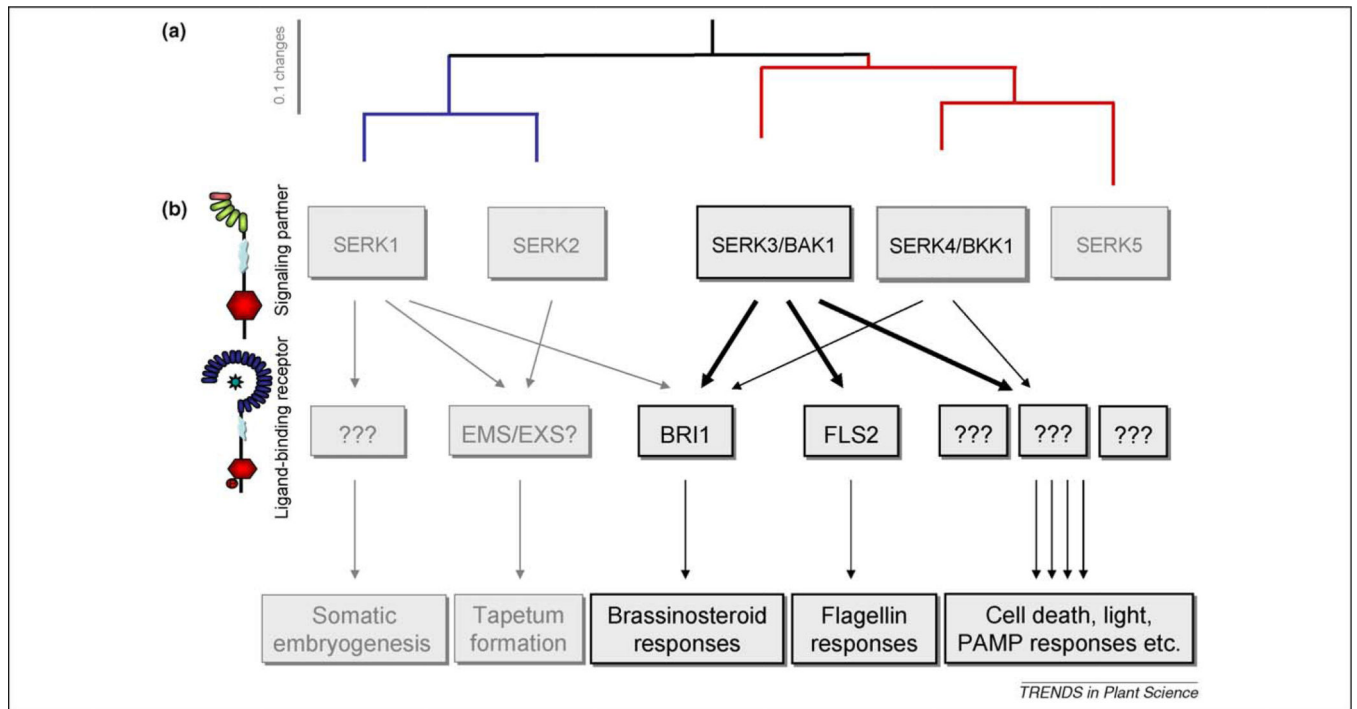 (a)
0.1 changes
(b)
Signaling partner
SERK1
SERK2
SERK3/BAK1
SERK4/BKK1
SERK5
Ligand-binding receptor
???
EMS/EXS?
BRI1
FLS2
???
???
???
Somatic
embryogenesis
Tapetum
formation
Brassinosteroid
responses
Flagellin
responses
Cell death, light,
PAMP responses etc.
TRENDS in Plant Science